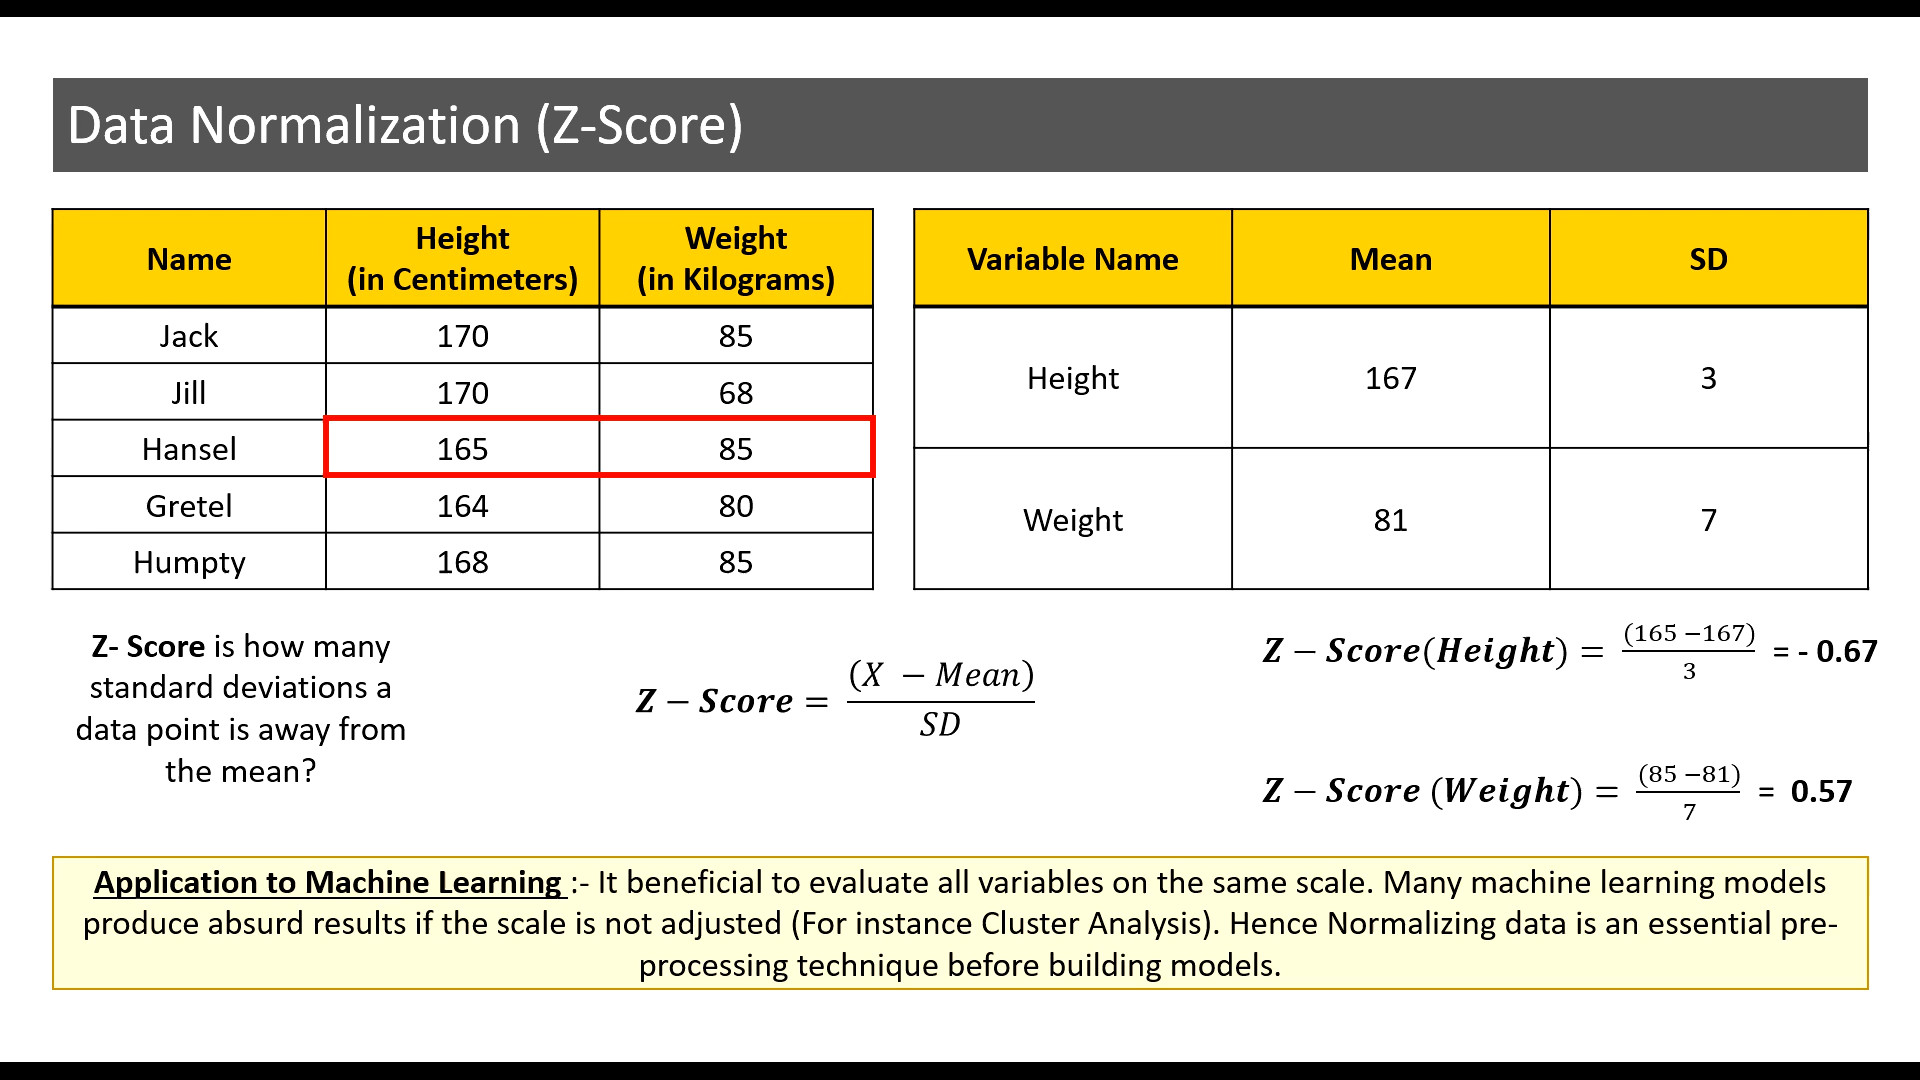 Data Normalization (Z-Score)
Name Height (in Centimeters) Weight (in Kilograms)
Jack 170 85
Jill 170 68
Hansel 165 85
Gretel 164 80
Humpty 168 85
Variable Name Mean SD
Height 167 3
Weight 81 7
Z- Score is how many
standard deviations a
data point is away from
the mean?
Z − Score = (X − Mean) / SD
Z − Score(Height) = (165 −167) / 3 = - 0.67
Z − Score (Weight) = (85 −81) / 7 = 0.57
Application to Machine Learning :- It beneficial to evaluate all variables on the same scale. Many machine learning models
produce absurd results if the scale is not adjusted (For instance Cluster Analysis). Hence Normalizing data is an essential pre-
processing technique before building models.